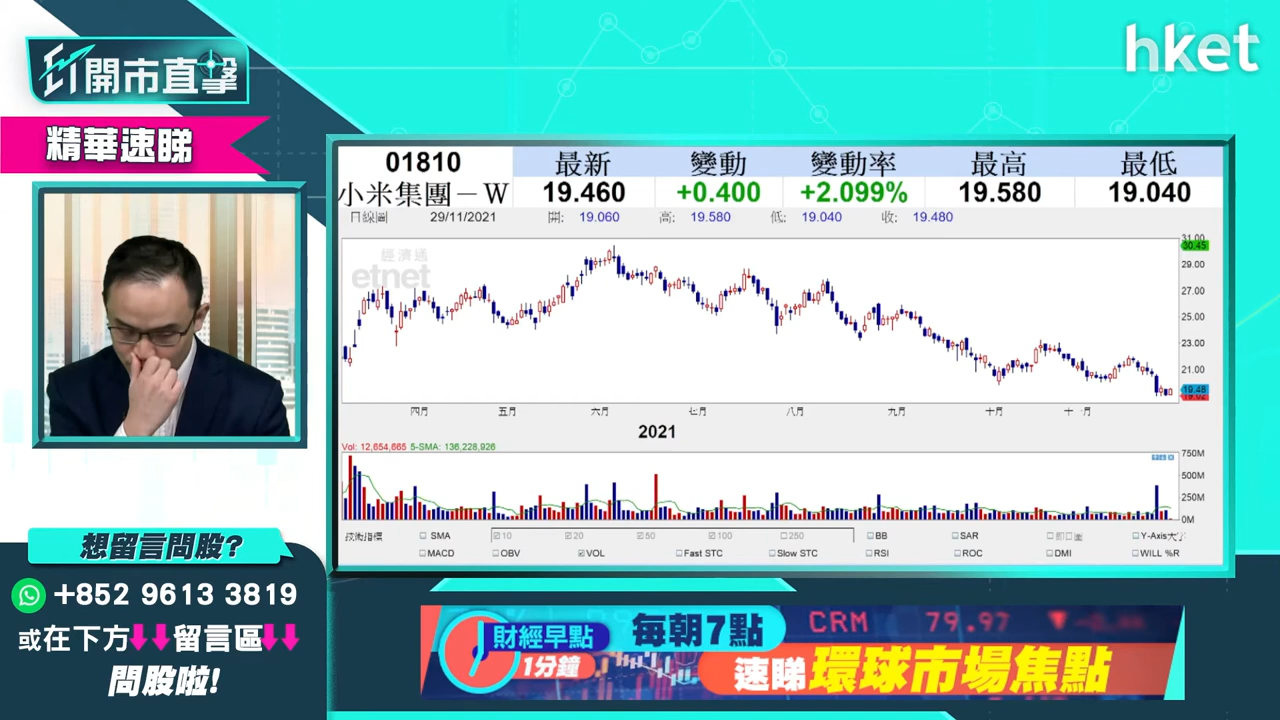 ET開市直擊
hket
精華速睇
01810
小米集團－W
最新 變動 變動率 最高 最低
19.460 +0.400 +2.099% 19.580 19.040
日線圖 29/11/2021 開: 19.060 高: 19.580 低: 19.040 收: 19.480
經濟通
etnet
31.00
30.45
29.00
27.00
25.00
23.00
21.00
19.48
四月 五月 六月 七月 八月 九月 十月 十一月
2021
Vol: 12,654,665 5-SMA: 136,228,926
750M
500M
250M
0M
技術指標 SMA 10 20 50 100 250 BB SAR Y-Axis大字
MACD OBV VOL Fast STC Slow STC RSI ROC DMI WILL %R
想留言問股?
+852 9613 3819
或在下方留言區
問股啦!
財經早點
1分鐘
每朝7點
速睇環球市場焦點
CRM 79.97